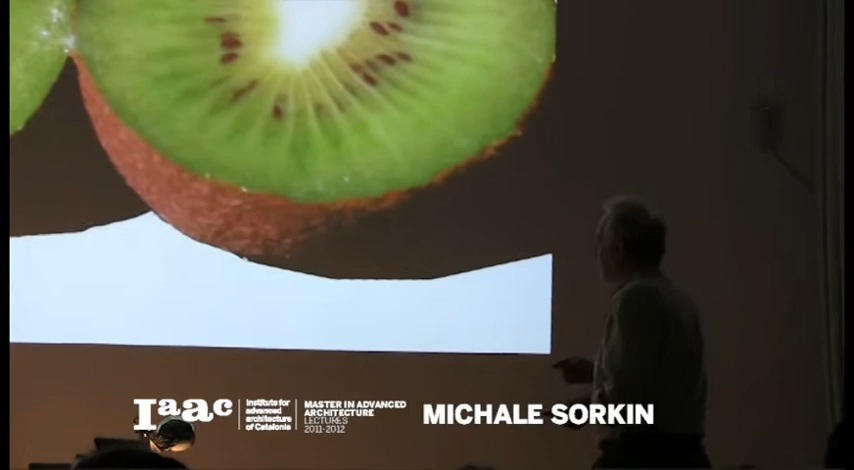 Iaac
Institute for
advanced
architecture
of Catalonia
MASTER IN ADVANCED
ARCHITECTURE
LECTURES
2011-2012
MICHALE SORKIN